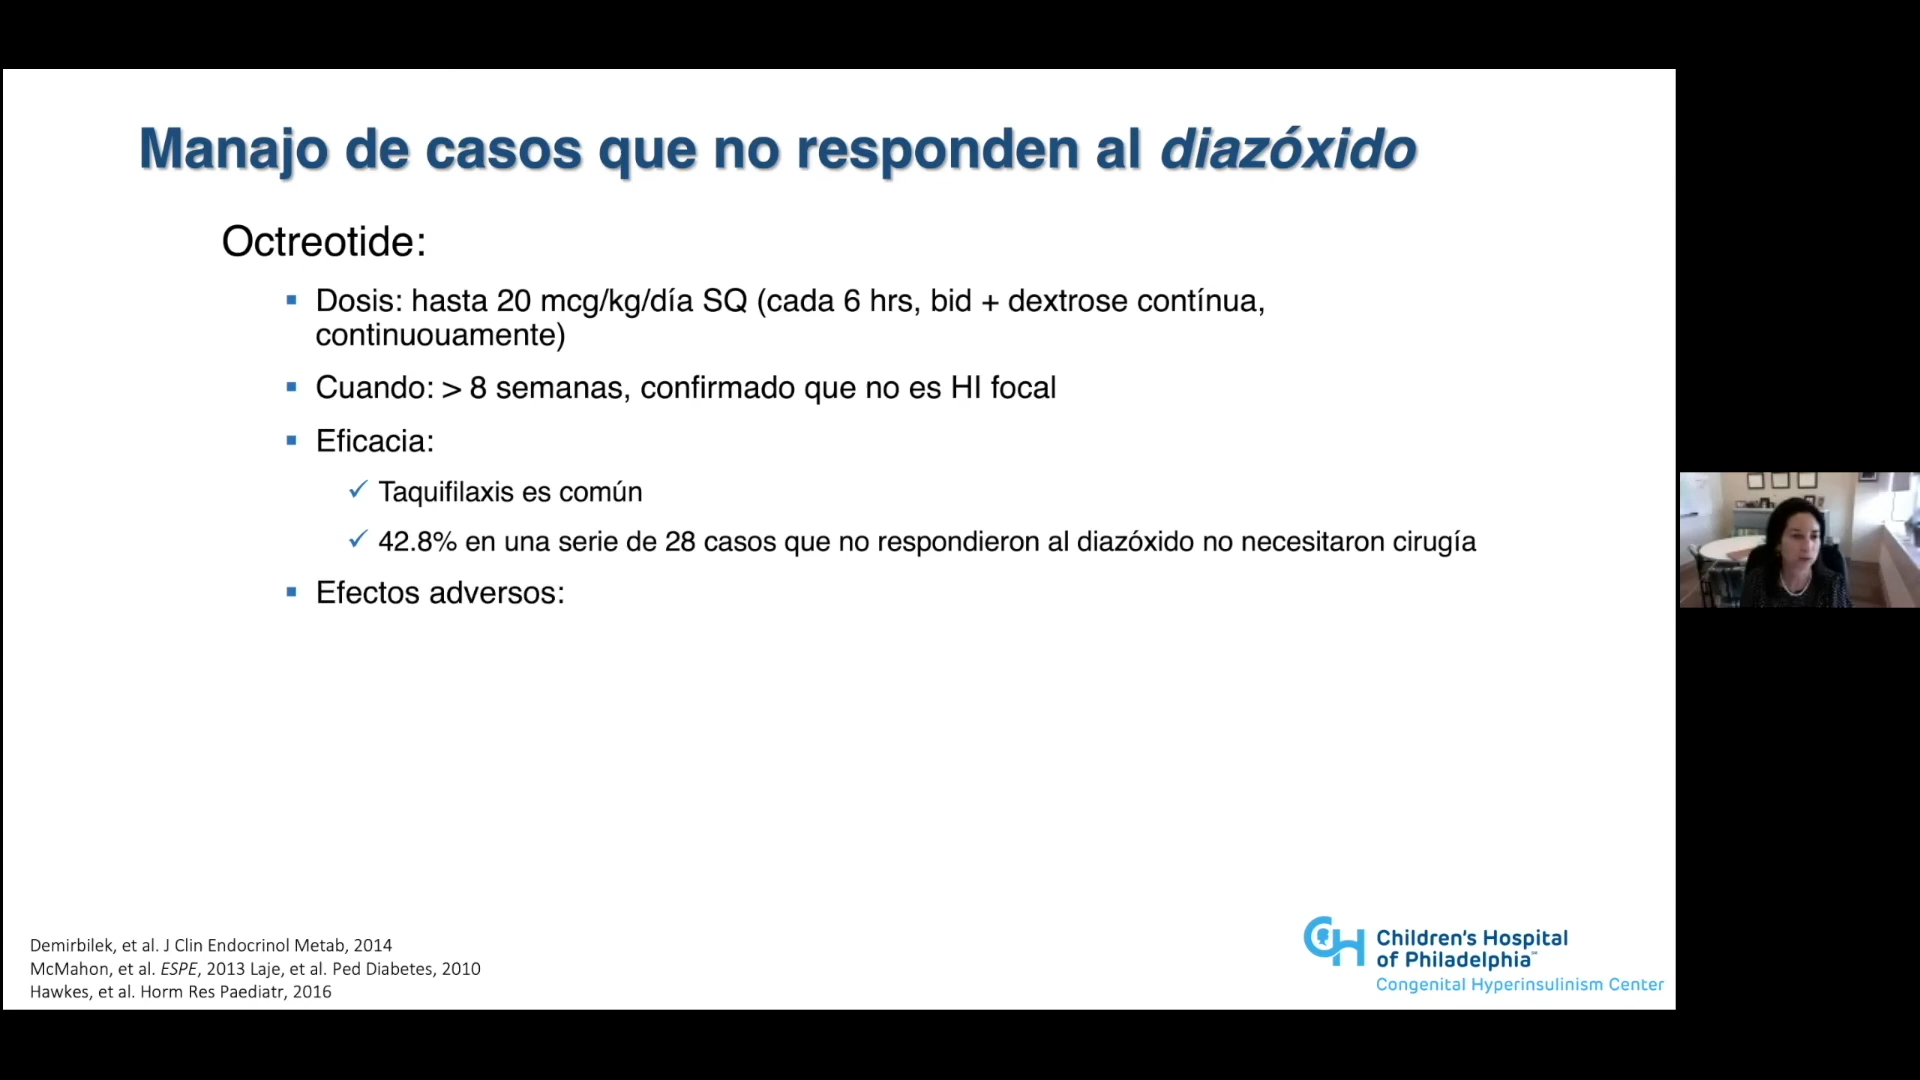 Manajo de casos que no responden al diazóxido
Octreotide:
▪ Dosis: hasta 20 mcg/kg/día SQ (cada 6 hrs, bid + dextrose contínua,
continuouamente)
▪ Cuando: > 8 semanas, confirmado que no es HI focal
▪ Eficacia:
✓ Taquifilaxis es común
✓ 42.8% en una serie de 28 casos que no respondieron al diazóxido no necesitaron cirugía
▪ Efectos adversos:
Demirbilek, et al. J Clin Endocrinol Metab, 2014
McMahon, et al. ESPE, 2013 Laje, et al. Ped Diabetes, 2010
Hawkes, et al. Horm Res Paediatr, 2016
CH Children's Hospital
of Philadelphia
Congenital Hyperinsulinism Center